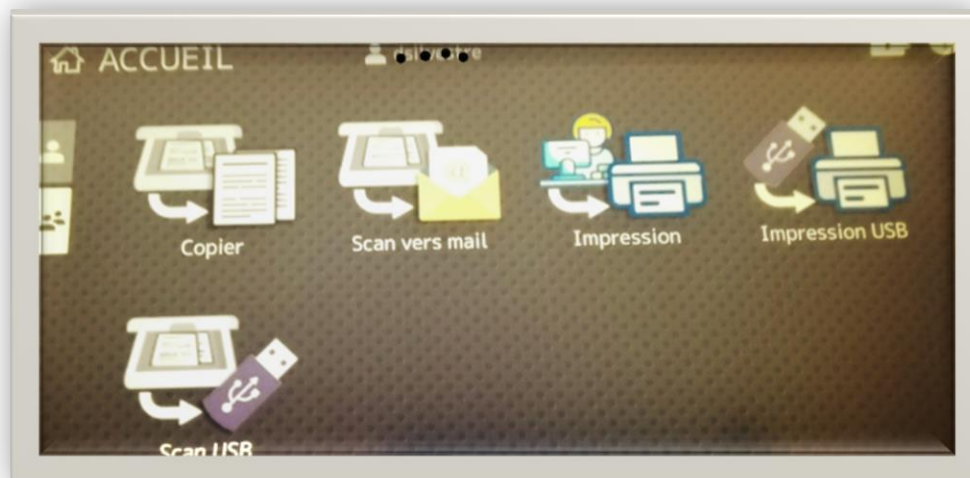 ACCUEIL
Copier
Scan vers mail
Impression
Impression USB
Scan USB